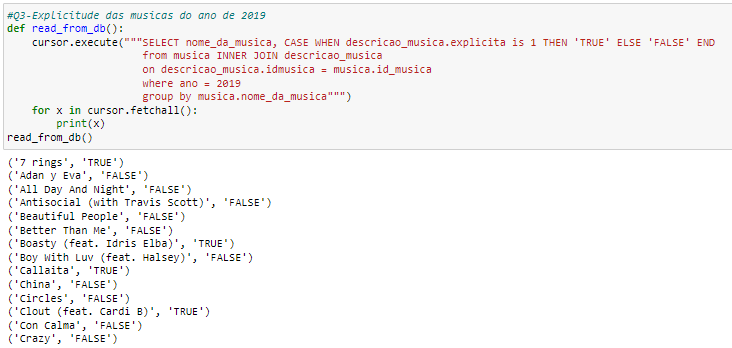 #Q3-Explicitude das musicas do ano de 2019
def read_from_db():
    cursor.execute("""SELECT nome_da_musica, CASE WHEN descricao_musica.explicita is 1 THEN 'TRUE' ELSE 'FALSE' END
                     from musica INNER JOIN descricao_musica
                     on descricao_musica.idmusica = musica.id_musica
                     where ano = 2019
                     group by musica.nome_da_musica""")
    for x in cursor.fetchall():
        print(x)
read_from_db()
('7 rings', 'TRUE')
('Adan y Eva', 'FALSE')
('All Day And Night', 'FALSE')
('Antisocial (with Travis Scott)', 'FALSE')
('Beautiful People', 'FALSE')
('Better Than Me', 'FALSE')
('Boasty (feat. Idris Elba)', 'TRUE')
('Boy With Luv (feat. Halsey)', 'FALSE')
('Callaita', 'TRUE')
('China', 'FALSE')
('Circles', 'FALSE')
('Clout (feat. Cardi B)', 'TRUE')
('Con Calma', 'FALSE')
('Crazy', 'FALSE')